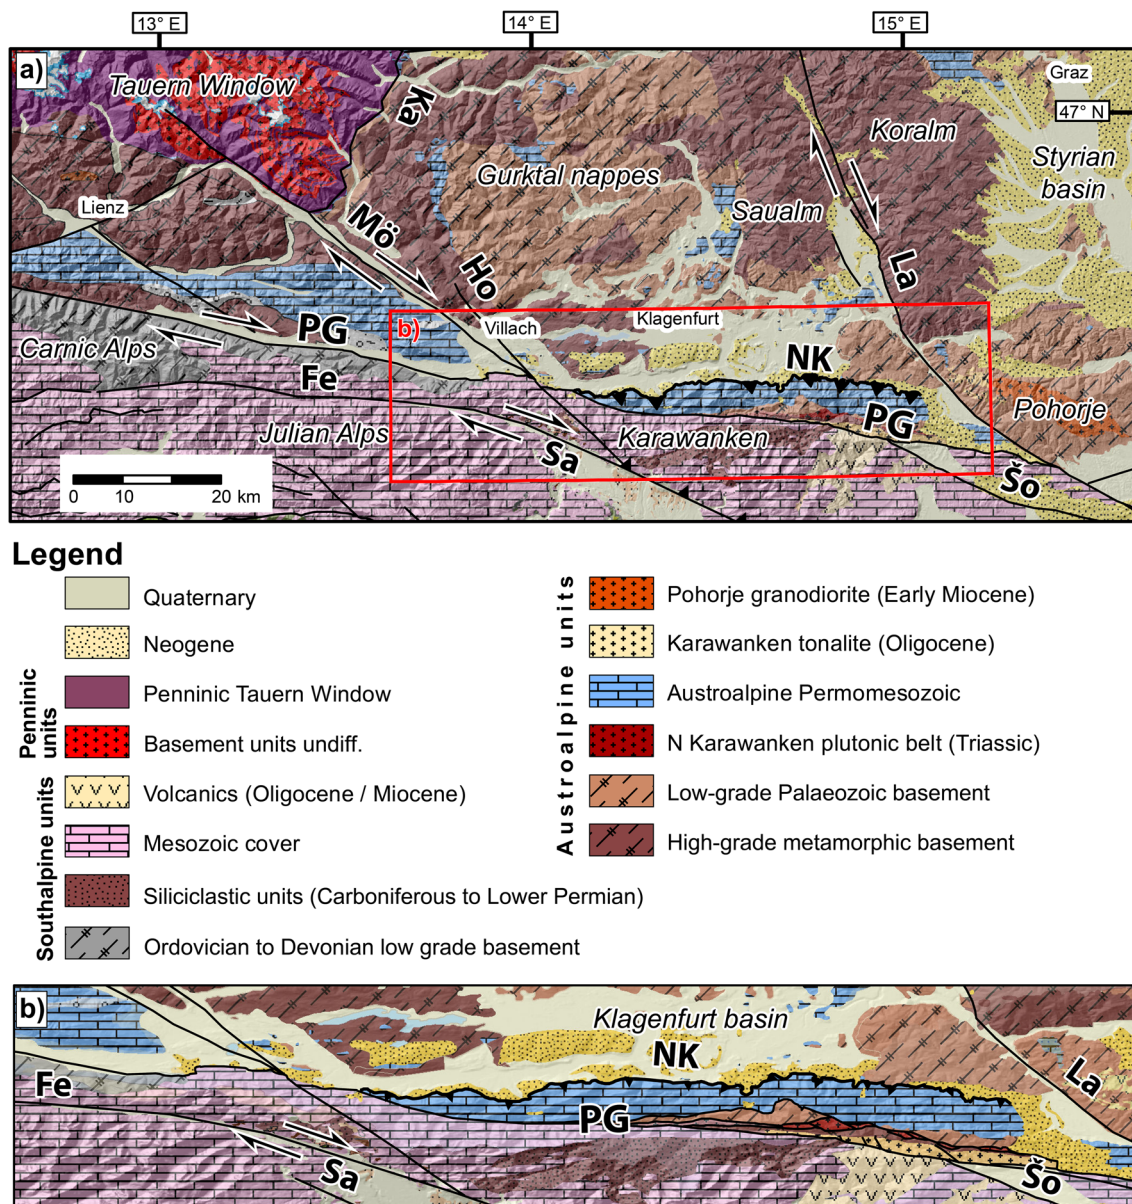 13° E
14° E
15° E
a)
Tauern Window
Ka
Graz
47° N
Koralm
Styrian
basin
Gurktal nappes
Saualm
Lienz
Mö
Ho
La
PG
b)
Villach
Klagenfurt
Carnic Alps
Fe
NK
Julian Alps
Sa
Karawanken
PG
Pohorje
Šo
0 10 20 km
Legend
Quaternary
Neogene
Penninic
units
Penninic Tauern Window
Basement units undiff.
Southalpine units
Volcanics (Oligocene / Miocene)
Mesozoic cover
Siliciclastic units (Carboniferous to Lower Permian)
Ordovician to Devonian low grade basement
Austroalpine units
Pohorje granodiorite (Early Miocene)
Karawanken tonalite (Oligocene)
Austroalpine Permomesozoic
N Karawanken plutonic belt (Triassic)
Low-grade Palaeozoic basement
High-grade metamorphic basement
b)
Klagenfurt basin
NK
Fe
La
PG
Sa
Šo